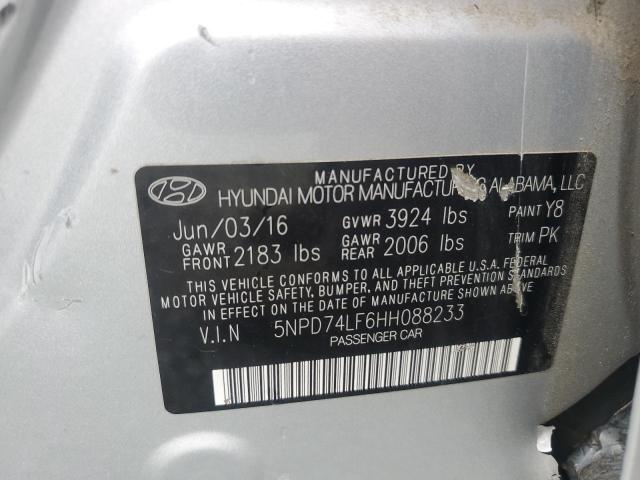 MANUFACTURED BY
HYUNDAI MOTOR MANUFACTURING ALABAMA, LLC
Jun/03/16 GVWR 3924 lbs PAINT Y8
GAWR FRONT 2183 lbs GAWR REAR 2006 lbs TRIM PK
THIS VEHICLE CONFORMS TO ALL APPLICABLE U.S.A. FEDERAL
MOTOR VEHICLE SAFETY, BUMPER, AND THEFT PREVENTION STANDARDS
IN EFFECT ON THE DATE OF MANUFACTURE SHOWN ABOVE.
V.I.N 5NPD74LF6HH088233
PASSENGER CAR